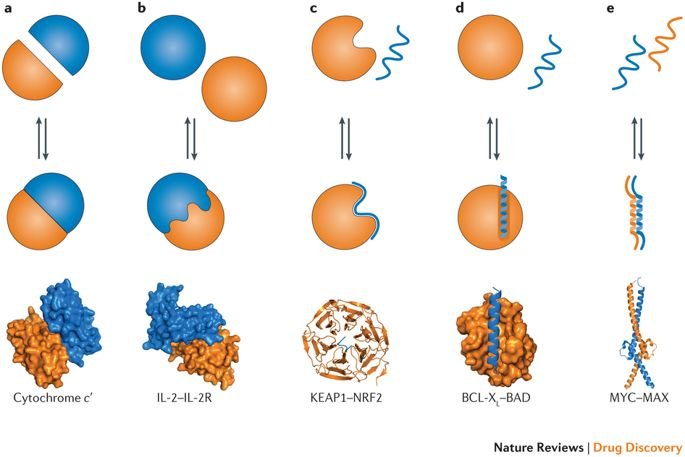 a b c d e
Cytochrome c′ IL-2–IL-2R KEAP1–NRF2 BCL-XL–BAD MYC–MAX
Nature Reviews | Drug Discovery